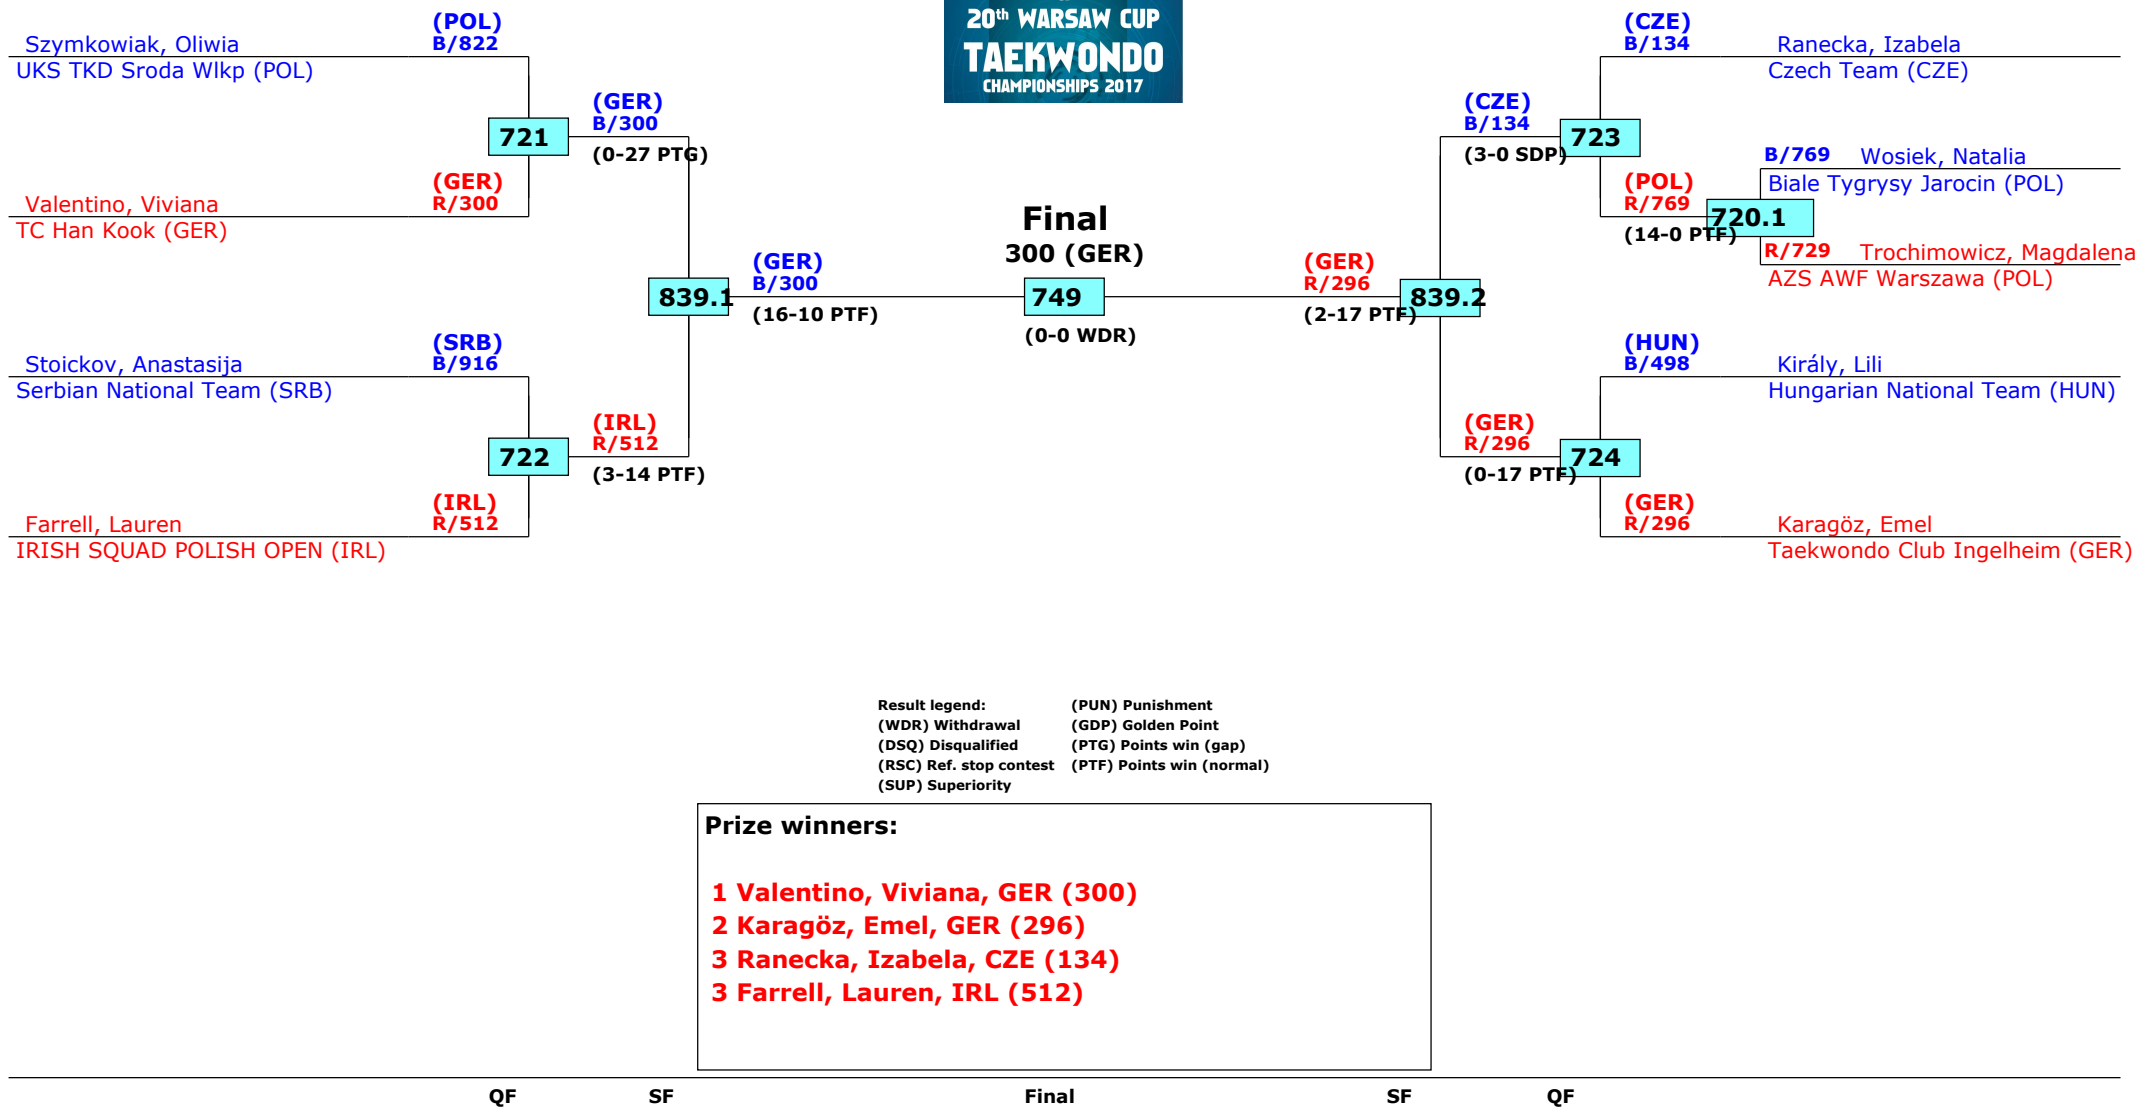 20th WARSAW CUP
TAEKWONDO
CHAMPIONSHIPS 2017
Szymkowiak, Oliwia
UKS TKD Sroda Wlkp (POL)
(POL)
B/822
721
(GER)
B/300
(0-27 PTG)
Valentino, Viviana
TC Han Kook (GER)
(GER)
R/300
839.1
(GER)
B/300
(16-10 PTF)
Stoickov, Anastasija
Serbian National Team (SRB)
(SRB)
B/916
722
(IRL)
R/512
(3-14 PTF)
Farrell, Lauren
IRISH SQUAD POLISH OPEN (IRL)
(IRL)
R/512
Final
300 (GER)
749
(0-0 WDR)
(CZE)
B/134
Ranecka, Izabela
Czech Team (CZE)
(CZE)
B/134
(3-0 SDP)
723
B/769
Wosiek, Natalia
Biale Tygrysy Jarocin (POL)
(POL)
R/769
(14-0 PTF)
720.1
R/729
Trochimowicz, Magdalena
AZS AWF Warszawa (POL)
(GER)
R/296
(2-17 PTF)
839.2
(HUN)
B/498
Király, Lili
Hungarian National Team (HUN)
(GER)
R/296
(0-17 PTF)
724
(GER)
R/296
Karagöz, Emel
Taekwondo Club Ingelheim (GER)
Result legend:
(WDR) Withdrawal
(DSQ) Disqualified
(RSC) Ref. stop contest
(SUP) Superiority
(PUN) Punishment
(GDP) Golden Point
(PTG) Points win (gap)
(PTF) Points win (normal)
Prize winners:
1 Valentino, Viviana, GER (300)
2 Karagöz, Emel, GER (296)
3 Ranecka, Izabela, CZE (134)
3 Farrell, Lauren, IRL (512)
QF SF Final SF QF